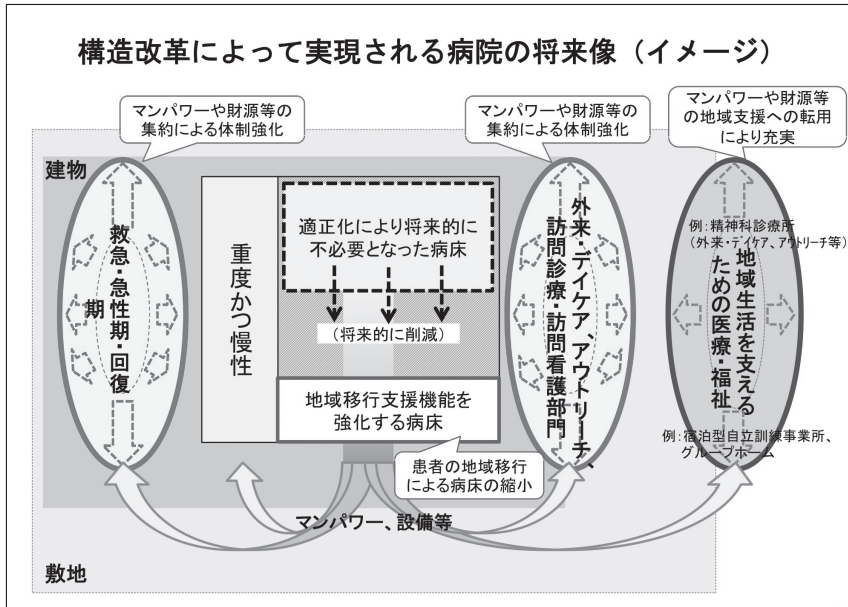 構造改革によって実現される病院の将来像（イメージ）
マンパワーや財源等の
集約による体制強化
マンパワーや財源等の
集約による体制強化
マンパワーや財源等
の地域支援への転用
により充実
建物
救急・急性期・回復
期
重度かつ慢性
適正化により将来的に
不必要となった病床
（将来的に削減）
地域移行支援機能を
強化する病床
患者の地域移行
による病床の縮小
外来・デイケア、アウトリーチ、
訪問診療・訪問看護部門
例：精神科診療所
（外来・デイケア、アウトリーチ等）
地域生活を支える
ための医療・福祉
例：宿泊型自立訓練事業所、
グループホーム
マンパワー、設備等
敷地